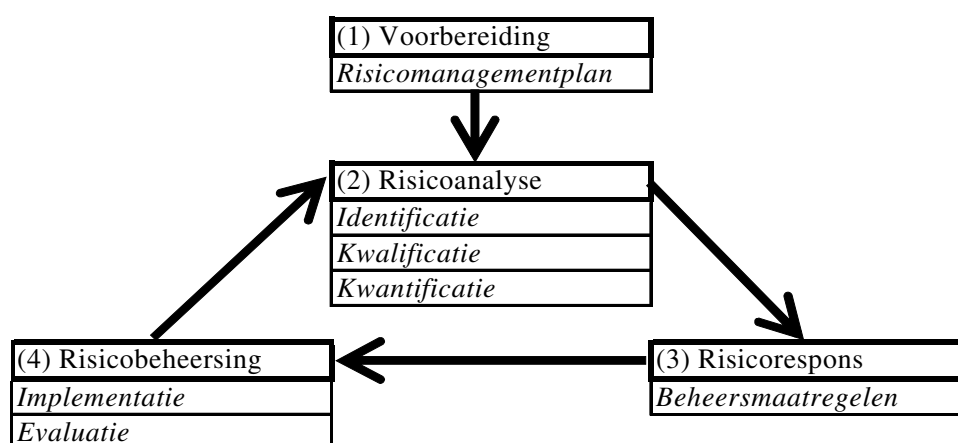 (1) Voorbereiding
Risicomanagementplan
(2) Risicoanalyse
Identificatie
Kwalificatie
Kwantificatie
(3) Risicorespons
Beheersmaatregelen
(4) Risicobeheersing
Implementatie
Evaluatie